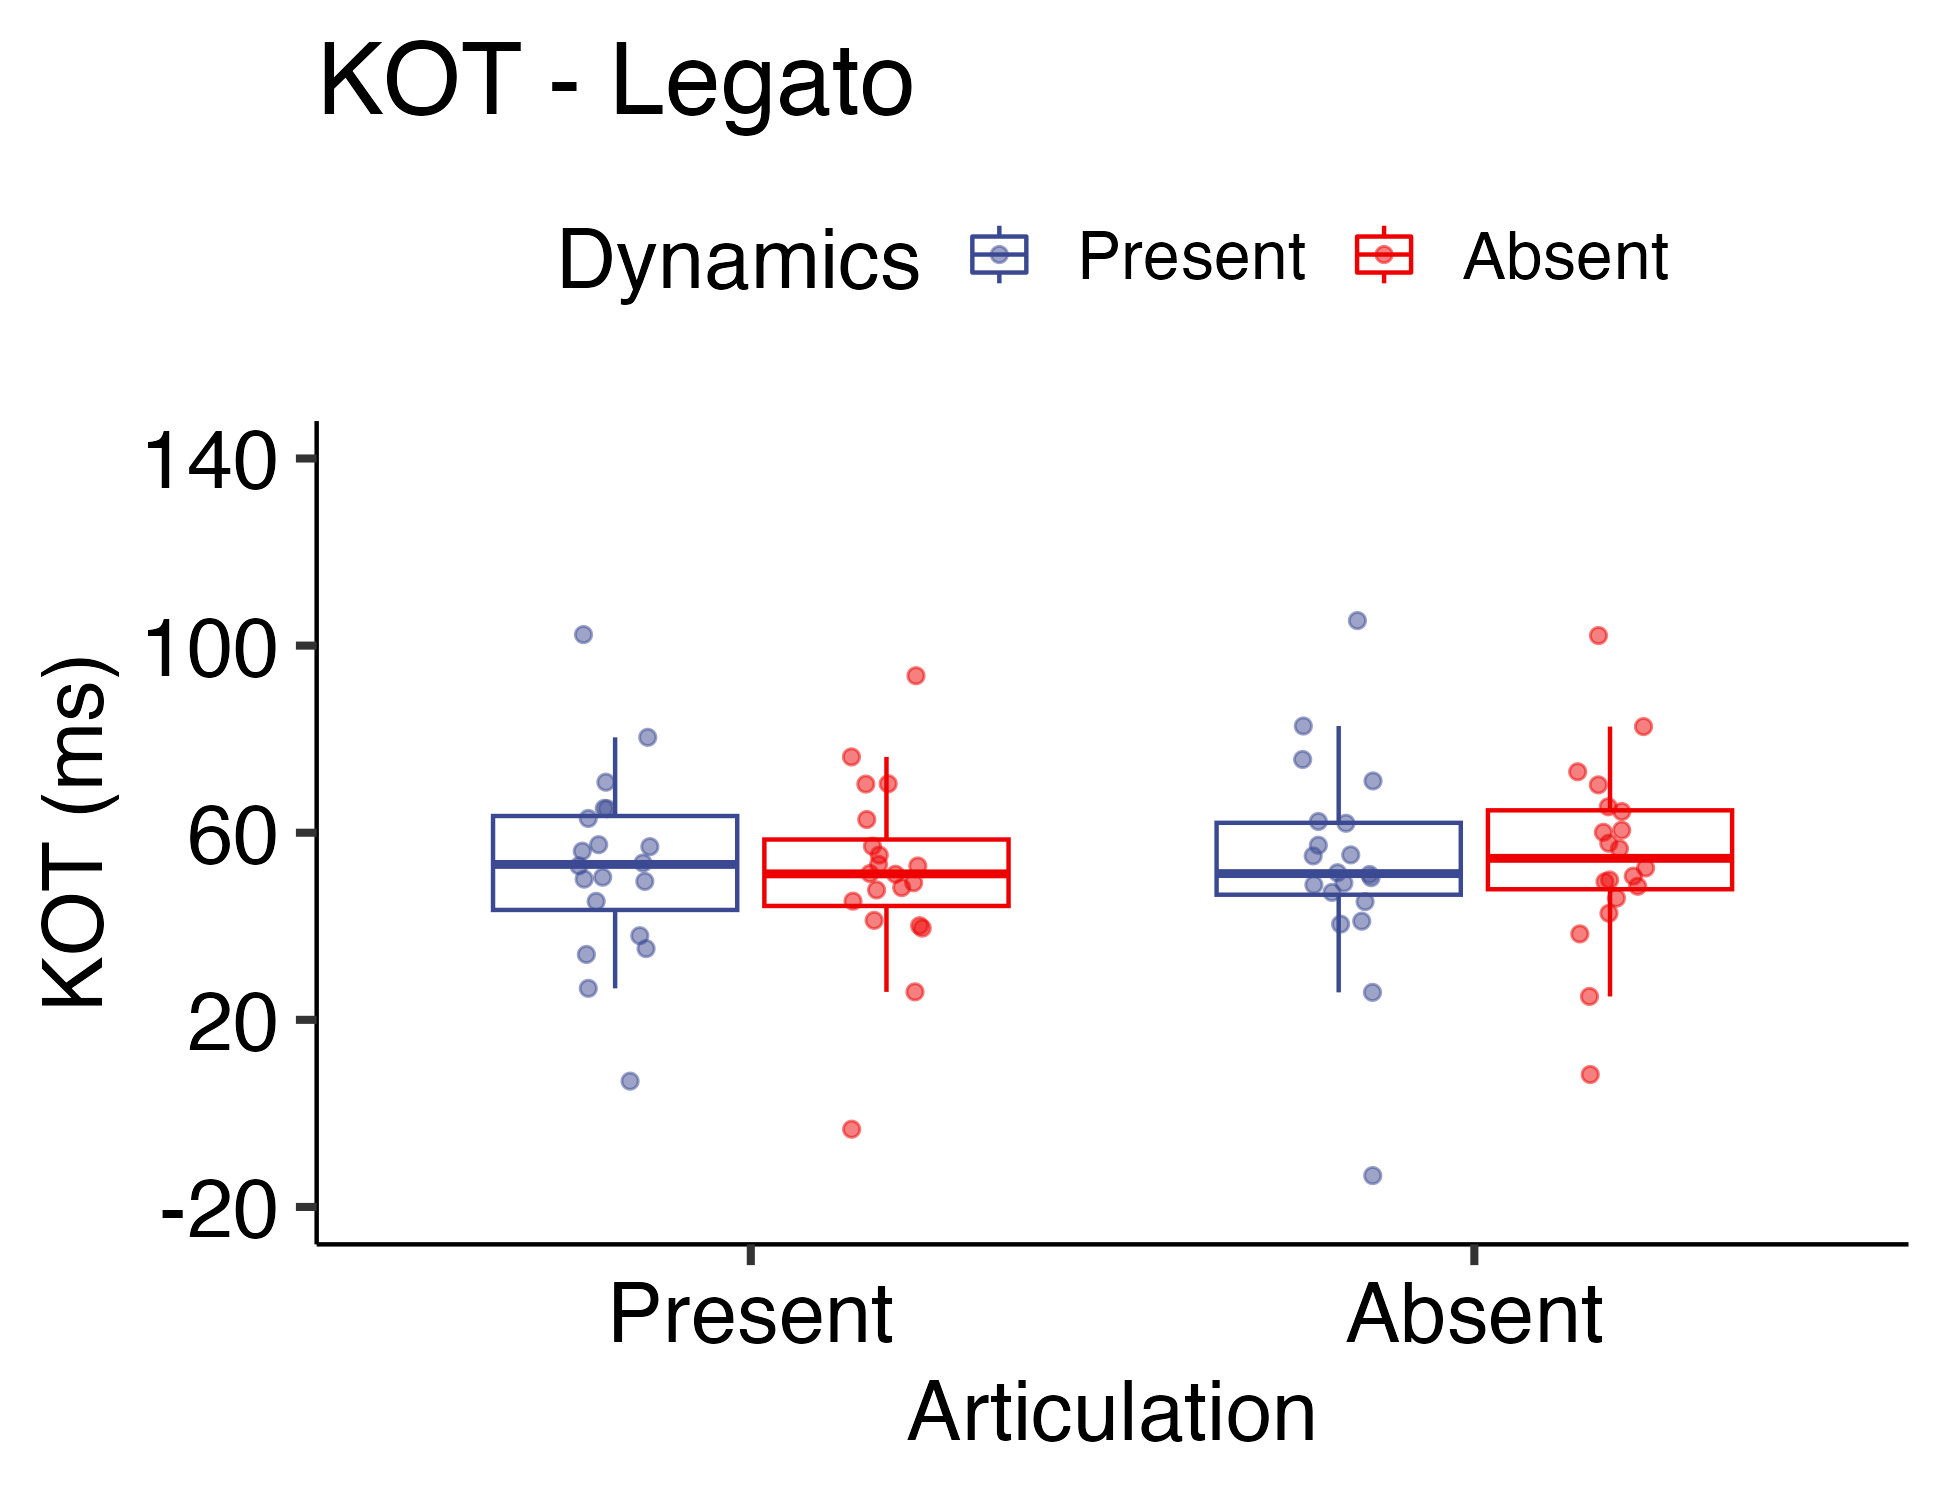 KOT - Legato
Dynamics Present Absent
140
100
60
20
-20
KOT (ms)
Present Absent
Articulation